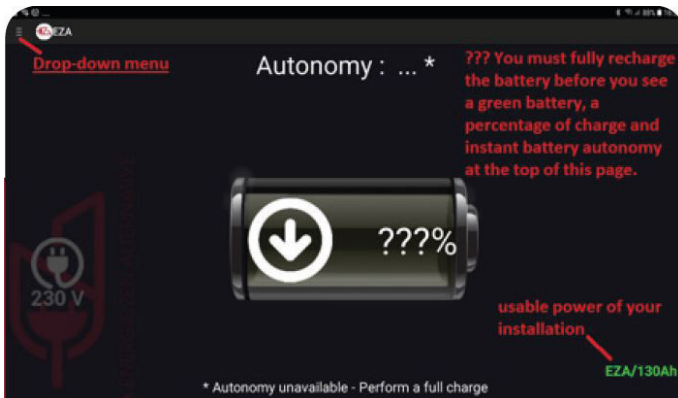 EZA
Drop-down menu
Autonomy : ... *
??? You must fully recharge
the battery before you see
a green battery, a
percentage of charge and
instant battery autonomy
at the top of this page.
???%
230 V
usable power of your
installation
EZA/130Ah
* Autonomy unavailable - Perform a full charge